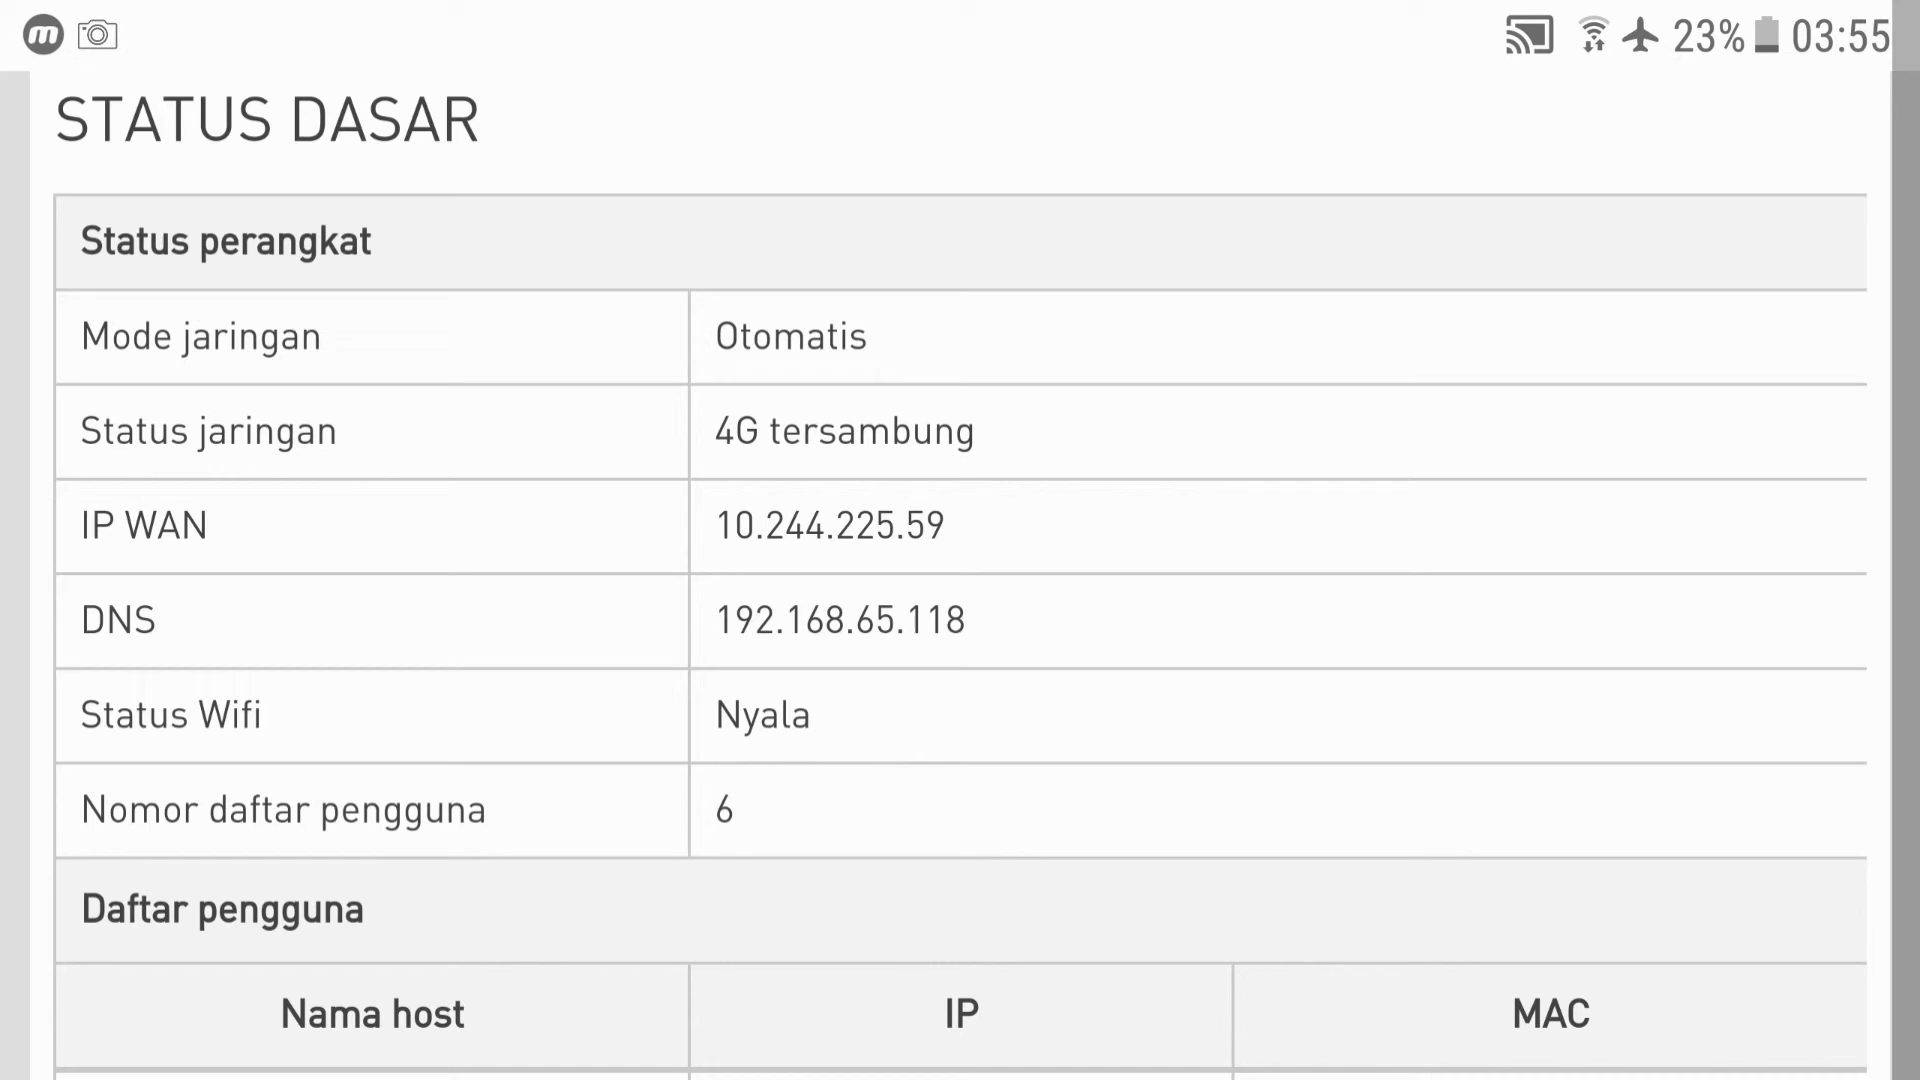 m 23% 03:55
STATUS DASAR
Status perangkat
Mode jaringan Otomatis
Status jaringan 4G tersambung
IP WAN 10.244.225.59
DNS 192.168.65.118
Status Wifi Nyala
Nomor daftar pengguna 6
Daftar pengguna
Nama host IP MAC